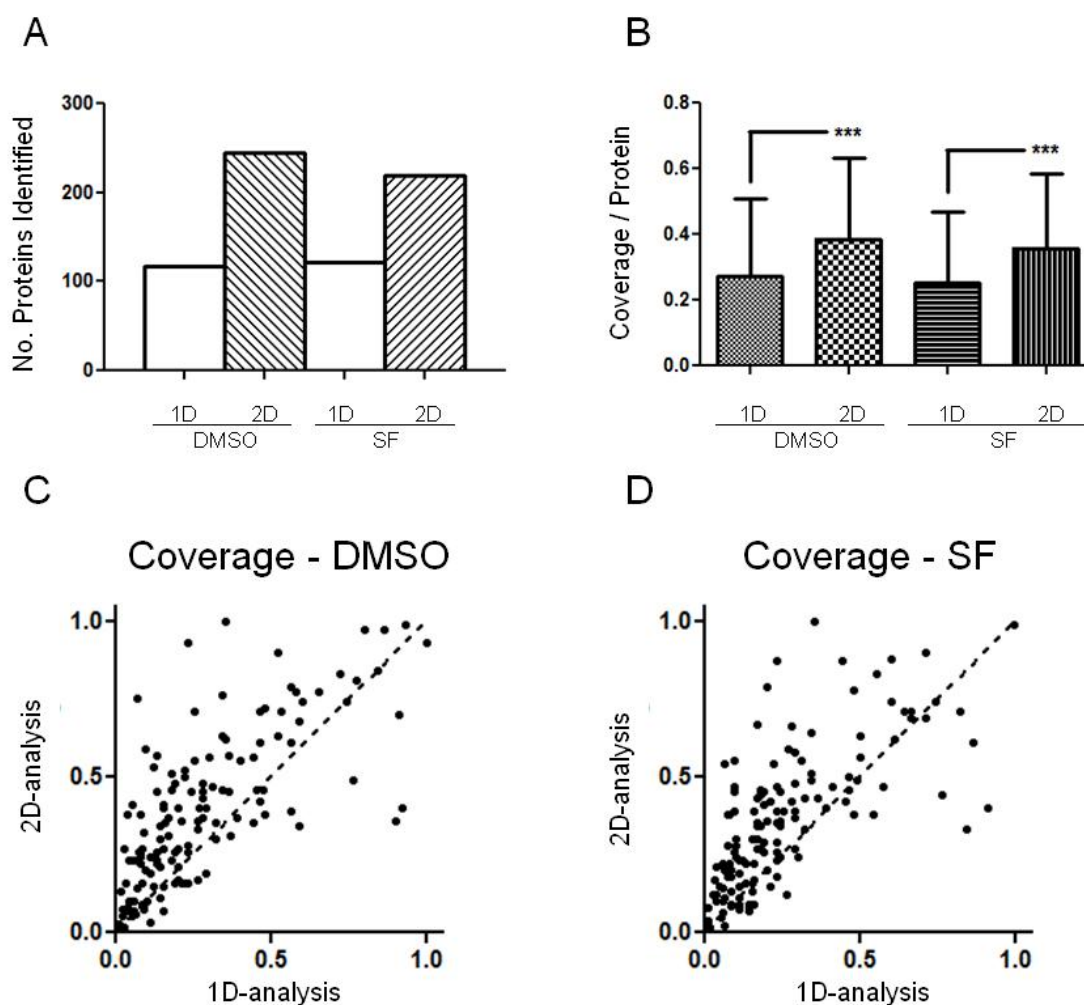 A
B
No. Proteins Identified
300
200
100
0
1D 2D 1D 2D
DMSO SF
Coverage / Protein
0.8
0.6
0.4
0.2
0.0
*** ***
1D 2D 1D 2D
DMSO SF
C
D
Coverage - DMSO
2D-analysis
1.0
0.5
0.0
0.0 0.5 1.0
1D-analysis
Coverage - SF
2D-analysis
1.0
0.5
0.0
0.0 0.5 1.0
1D-analysis